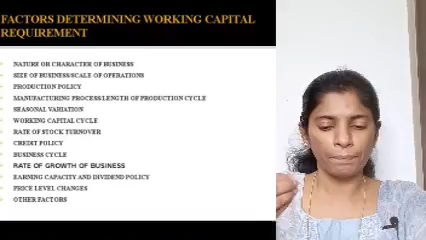 FACTORS DETERMINING WORKING CAPITAL
REQUIREMENT
NATURE OR CHARACTER OF BUSINESS
SIZE OF BUSINESS/SCALE OF OPERATIONS
PRODUCTION POLICY
MANUFACTURING PROCESS/LENGTH OF PRODUCTION CYCLE
SEASONAL VARIATION
WORKING CAPITAL CYCLE
RATE OF STOCK TURNOVER
CREDIT POLICY
BUSINESS CYCLE
RATE OF GROWTH OF BUSINESS
EARNING CAPACITY AND DIVIDEND POLICY
PRICE LEVEL CHANGES
OTHER FACTORS